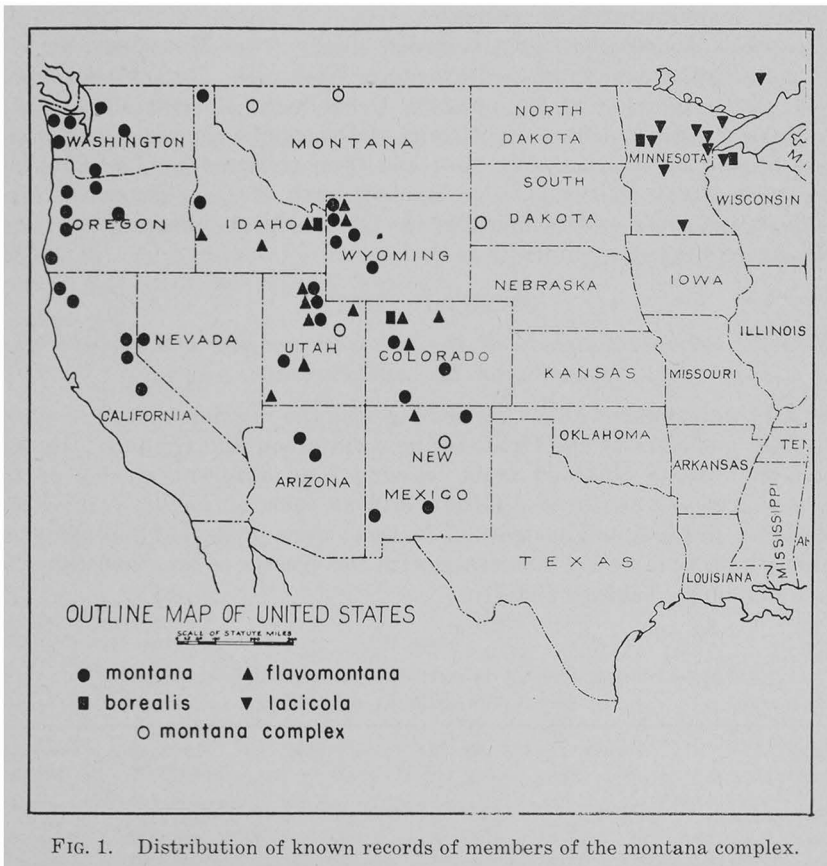 NORTH
DAKOTA
WASHINGTON
MONTANA
MINNESOTA
M
SOUTH
DAKOTA
WISCONSIN
OREGON
IDAHO
WYOMING
NEBRASKA
IOWA
NEVADA
ILLINOIS
UTAH
COLORADO
KANSAS
MISSOURI
CALIFORNIA
OKLAHOMA
TEN
NEW
MEXICO
ARKANSAS
ARIZONA
MISSISSIPPI
TEXAS
LOUISIANA
OUTLINE MAP OF UNITED STATES
SCALE OF STATUTE MILES
montana
flavomontana
borealis
lacicola
montana complex
FIG. 1. Distribution of known records of members of the montana complex.